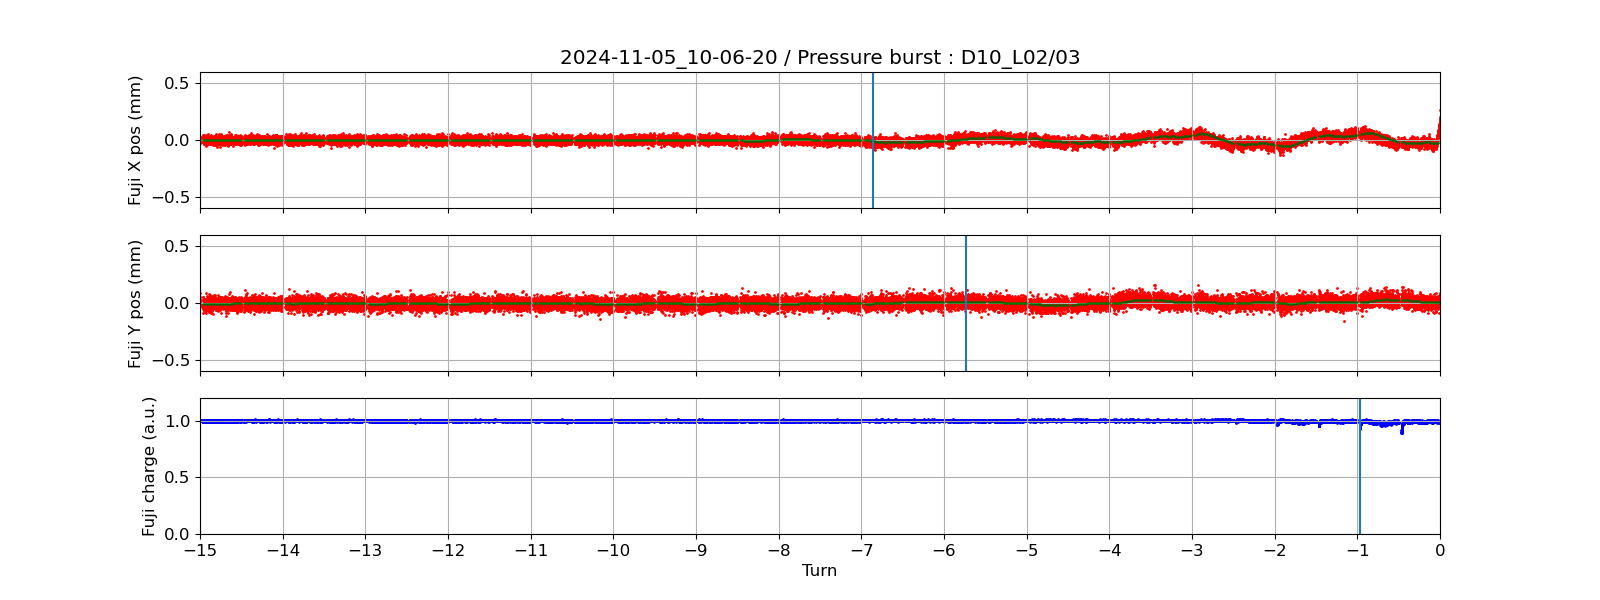 2024-11-05_10-06-20 / Pressure burst : D10_L02/03
Fuji X pos (mm)
0.5
0.0
−0.5
Fuji Y pos (mm)
0.5
0.0
−0.5
Fuji charge (a.u.)
1.0
0.5
0.0
−15 −14 −13 −12 −11 −10 −9 −8 −7 −6 −5 −4 −3 −2 −1 0
Turn